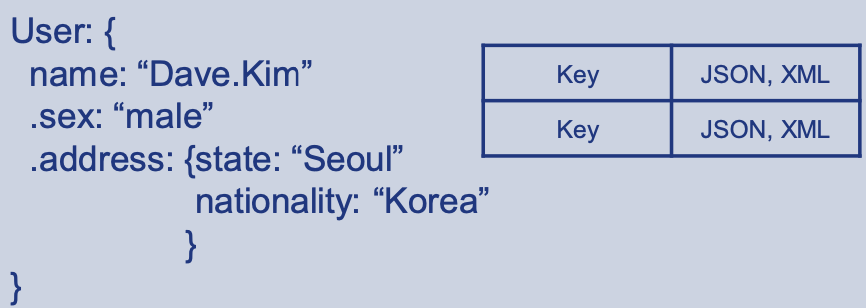 User: {
name: “Dave.Kim”
.sex: “male”
.address: {state: “Seoul”
nationality: “Korea”
}
}
Key JSON, XML
Key JSON, XML